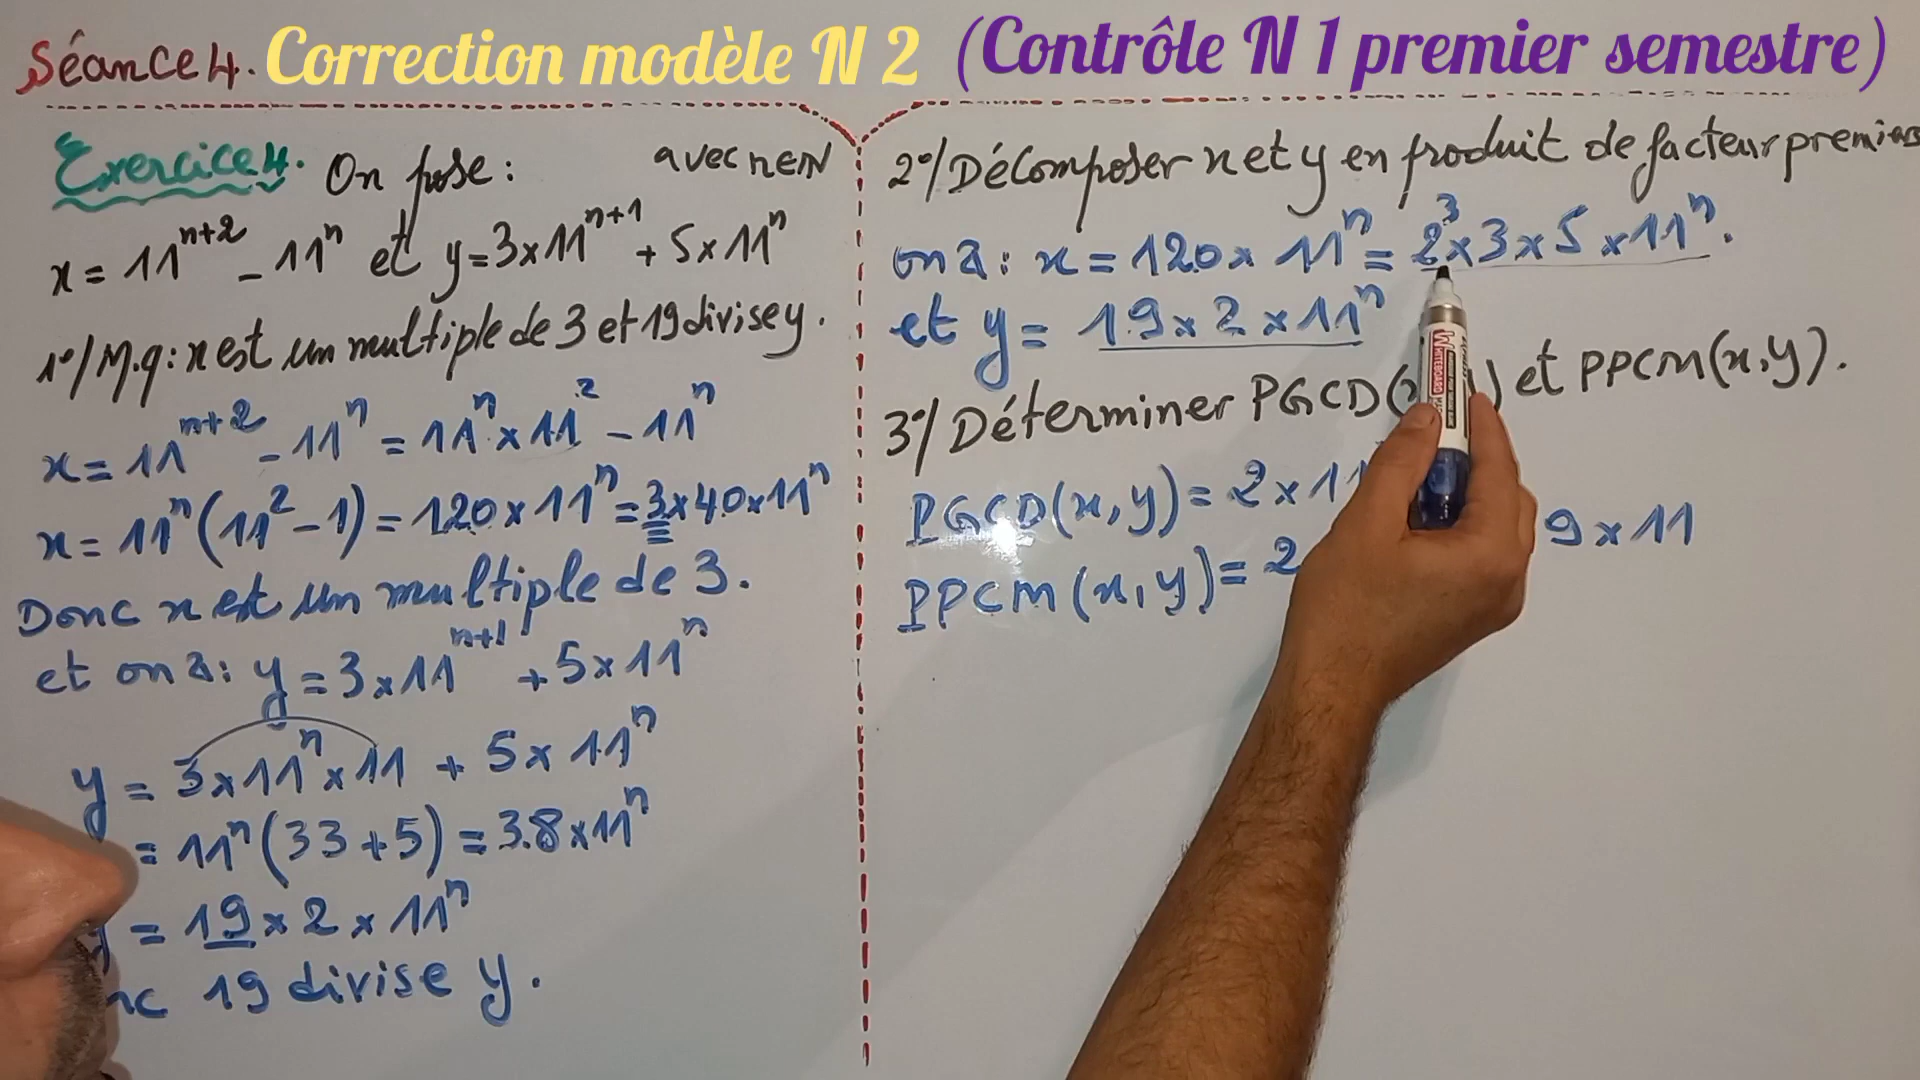 Séance 4. Correction modèle N 2 (Contrôle N 1 premier semestre)
Exercice 4. On pose : avec n∈ℕ
x = 11^{n+2} - 11^n et y = 3×11^{n+1} + 5×11^n
1°/ M.q : x est un multiple de 3 et 19 divise y.
x = 11^{n+2} - 11^n = 11^n × 11^2 - 11^n
x = 11^n (11^2 - 1) = 120 × 11^n = 3 × 40 × 11^n
Donc x est un multiple de 3.
et on a : y = 3×11^{n+1} + 5×11^n
y = 3×11^n×11 + 5×11^n
= 11^n (33 + 5) = 38 × 11^n
= 19 × 2 × 11^n
19 divise y.
2°/ Décomposer x et y en produit de facteur premiers
on a : x = 120 × 11^n = 2^3 × 3 × 5 × 11^n.
et y = 19 × 2 × 11^n
3°/ Déterminer PGCD( ) et PPCM(x,y).
PGCD(x,y) = 2 × 11
PPCM(x,y) = 2 9 × 11
WHITEBOARD